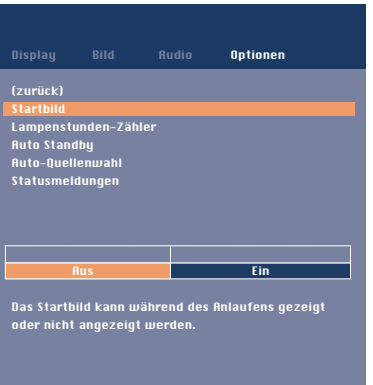 Display Bild Audio Optionen
(zurück)
Startbild
Lampenstunden-Zähler
Auto Standby
Auto-Quellenwahl
Statusmeldungen
Aus Ein
Das Startbild kann während des Anlaufens gezeigt
oder nicht angezeigt werden.